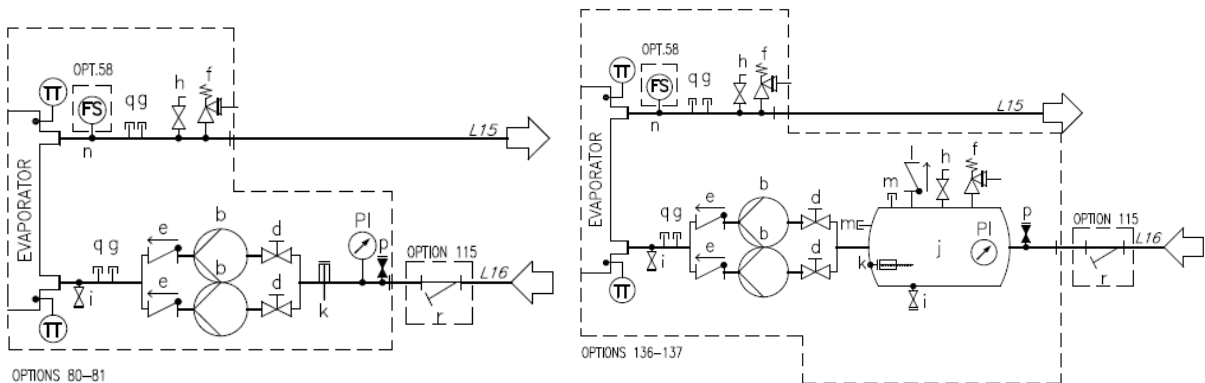 OPT.58
TT
FS
q g
h
f
n
L15
EVAPORATOR
b
e
d
PI
p
q g
b
OPTION 115
L16
i
e
d
k
r
TT
OPTIONS 80-81
OPT.58
TT
FS
q g
h
f
n
L15
EVAPORATOR
l
h
f
m
b
e
d
p
OPTION 115
q g
b
m
j
PI
L16
i
e
d
k
r
i
TT
OPTIONS 136-137